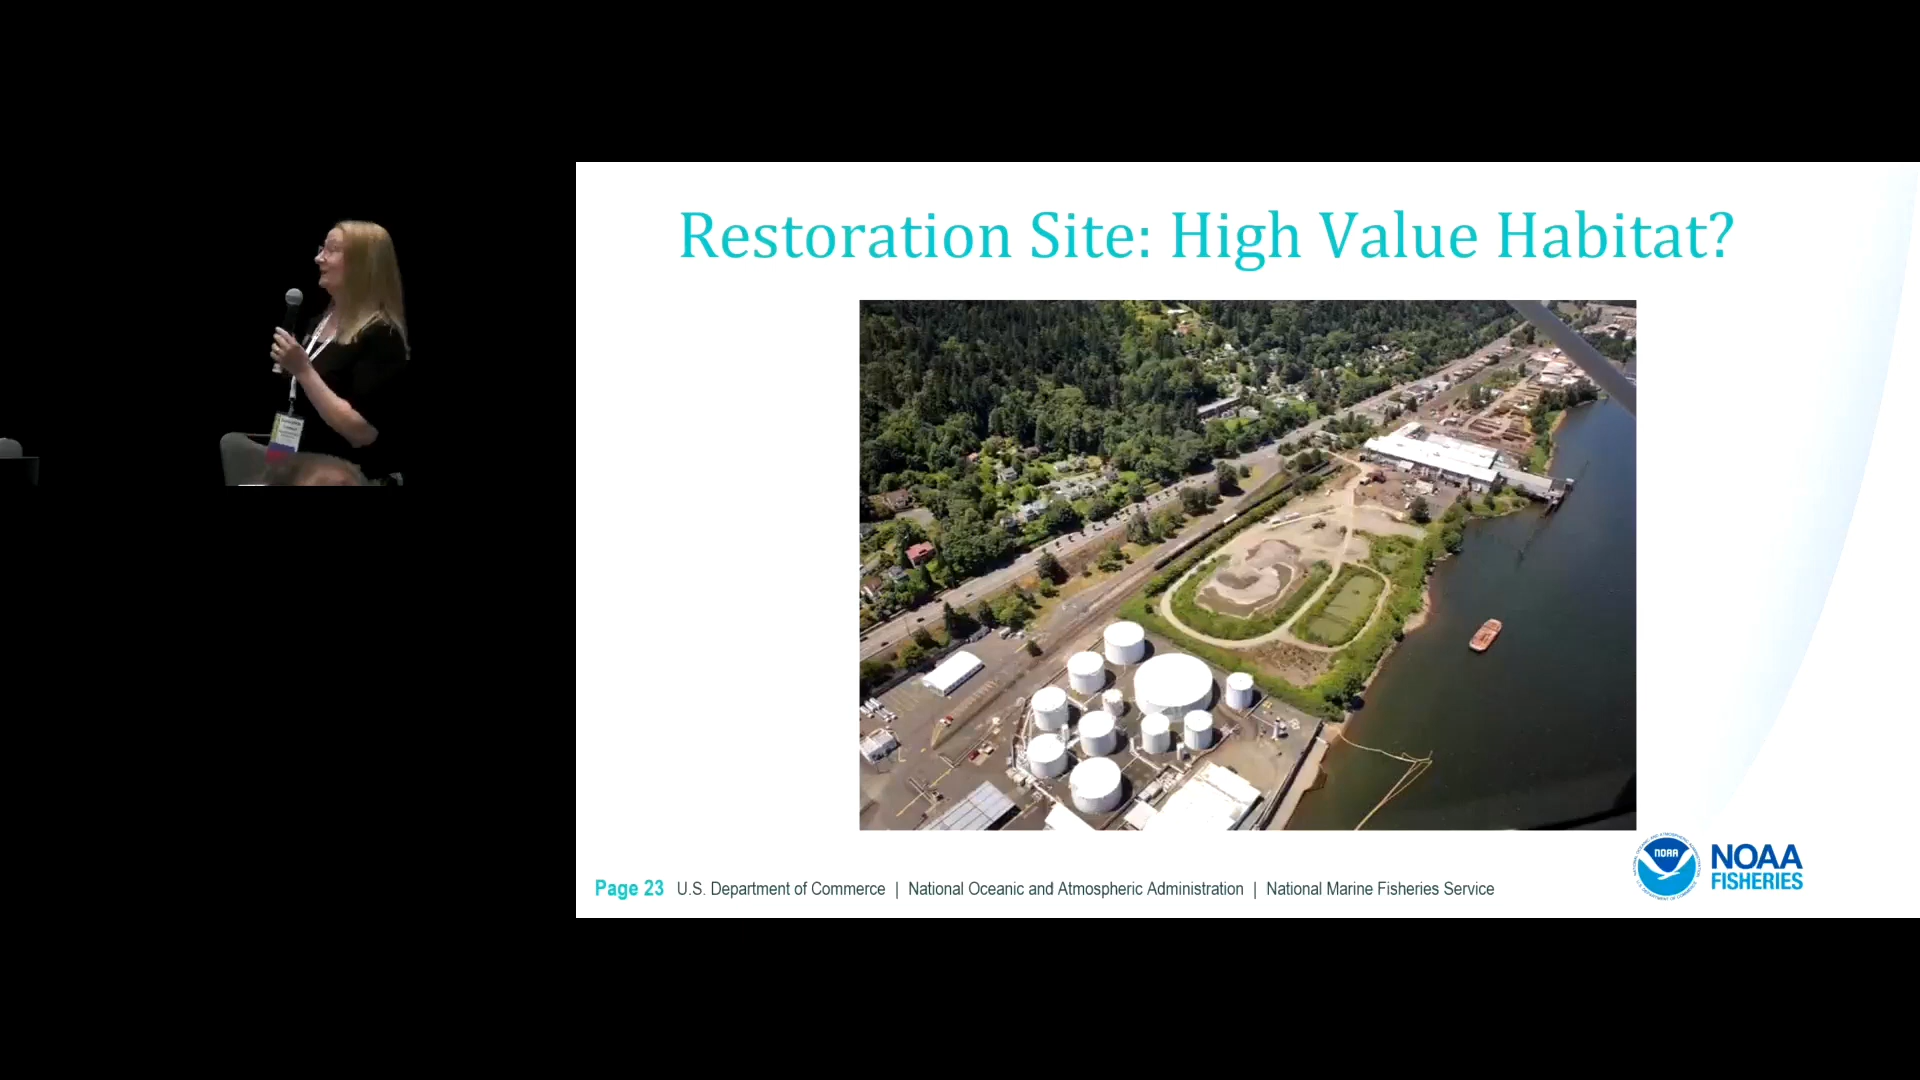 Restoration Site: High Value Habitat?
Page 23 U.S. Department of Commerce | National Oceanic and Atmospheric Administration | National Marine Fisheries Service
NOAA
NOAA
FISHERIES